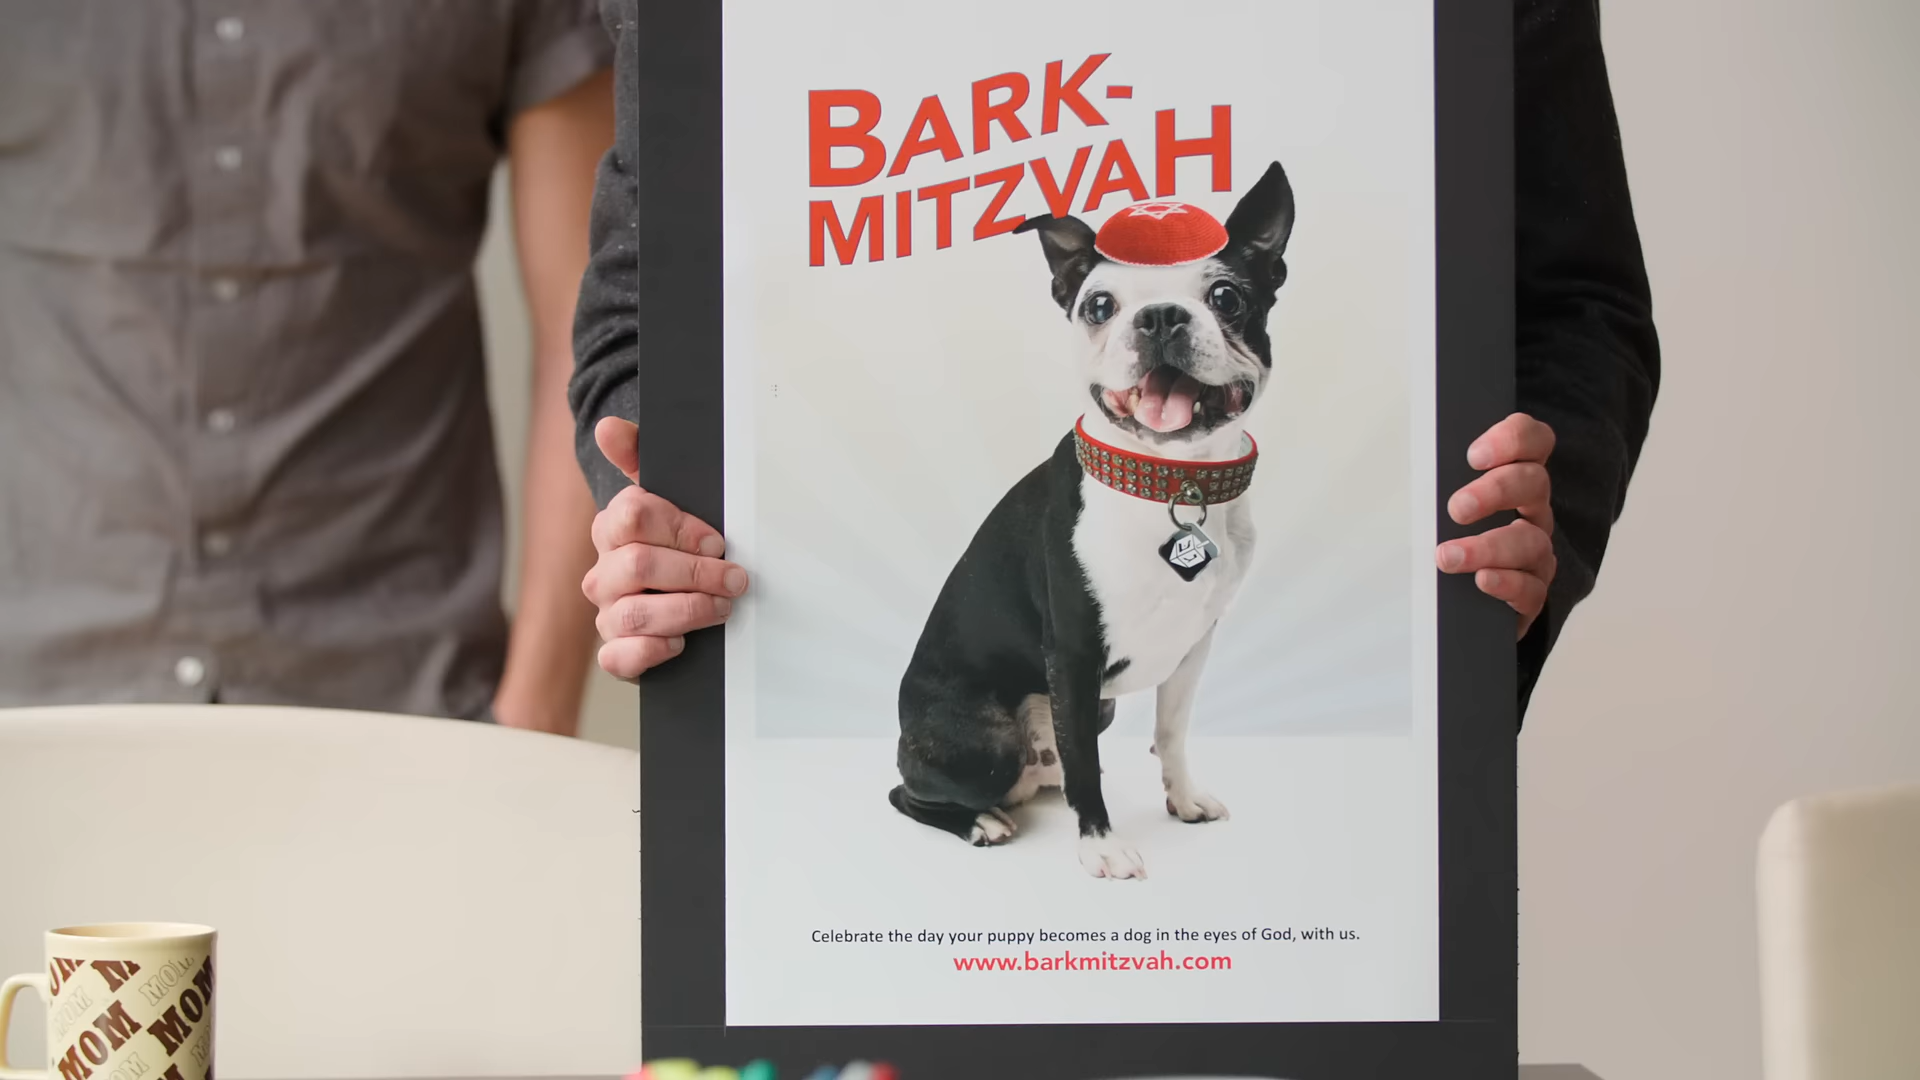 BARK-
MITZVAH
Celebrate the day your puppy becomes a dog in the eyes of God, with us.
www.barkmitzvah.com
MOM
MOM
MOM
MOM